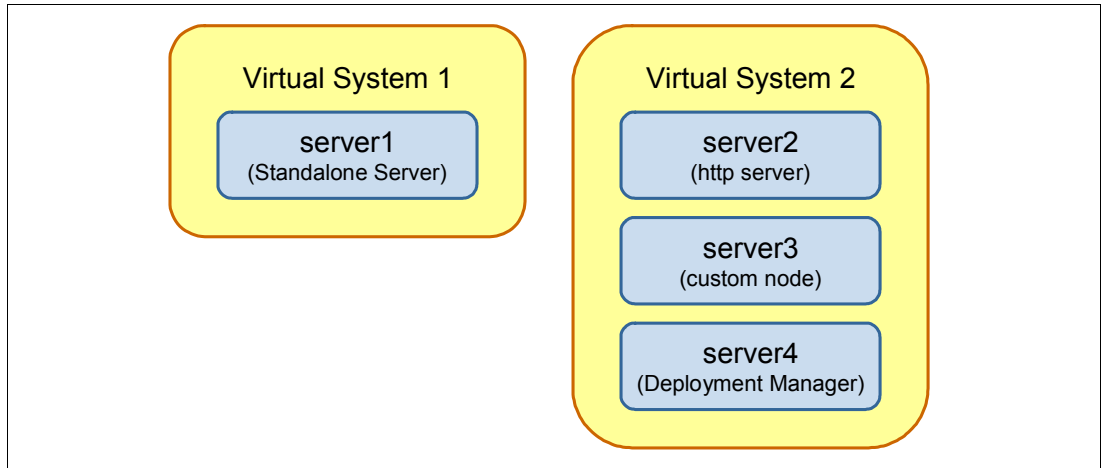 Virtual System 1
server1
(Standalone Server)
Virtual System 2
server2
(http server)
server3
(custom node)
server4
(Deployment Manager)